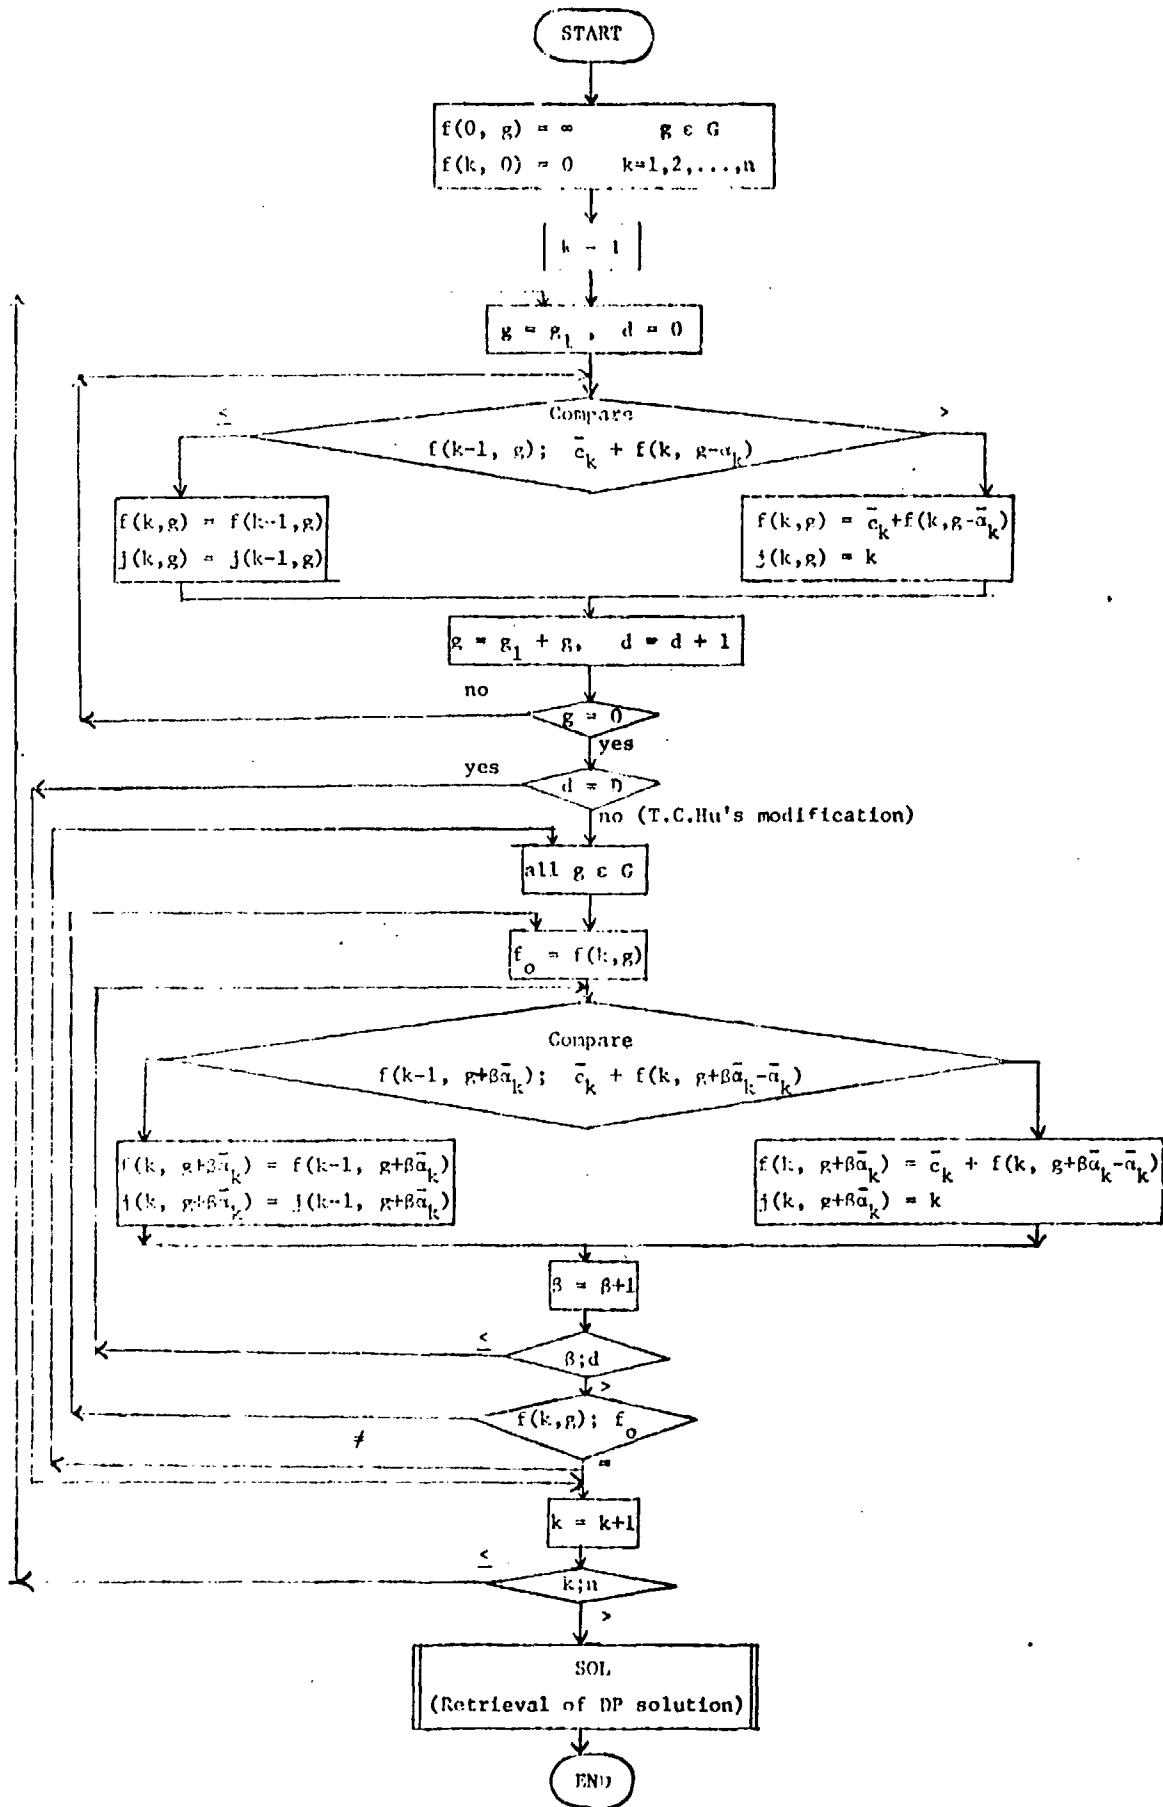 START
f(0, g) = ∞ g ε G
f(k, 0) = 0 k=1,2,...,n
k = 1
g = g₁ , d = 0
≤
Compare
>
f(k-1, g); c̄ₖ + f(k, g-αₖ)
f(k,g) = f(k-1,g)
j(k,g) = j(k-1,g)
f(k,g) = c̄ₖ+f(k,g-ᾱₖ)
j(k,g) = k
g = g₁ + g, d = d + 1
no
g = 0
yes
yes
d = D
no (T.C.Hu's modification)
all g ε G
fₒ = f(k,g)
Compare
f(k-1, g+βᾱₖ); c̄ₖ + f(k, g+βᾱₖ-ᾱₖ)
f(k, g+βᾱₖ) = f(k-1, g+βᾱₖ)
j(k, g+βᾱₖ) = j(k-1, g+βᾱₖ)
f(k, g+βᾱₖ) = c̄ₖ + f(k, g+βᾱₖ-ᾱₖ)
j(k, g+βᾱₖ) = k
β = β+1
≤
β;d
>
f(k,g); fₒ
≠
=
k = k+1
≤
k;n
>
SOL
(Retrieval of DP solution)
END